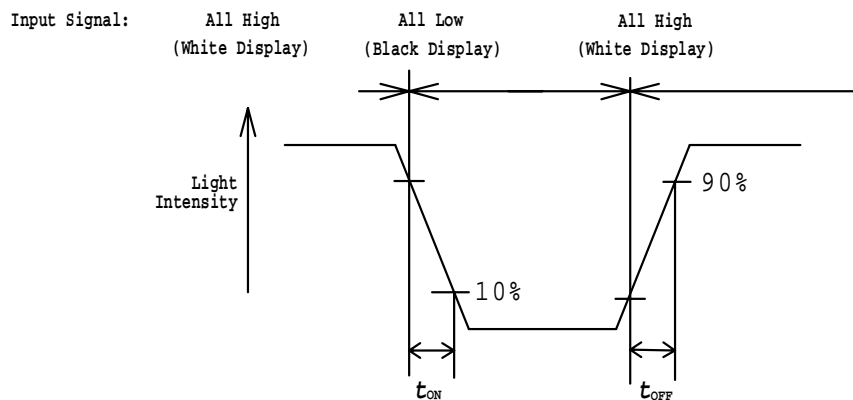 Input Signal: All High All Low All High
(White Display) (Black Display) (White Display)
Light
Intensity
90%
10%
tON tOFF